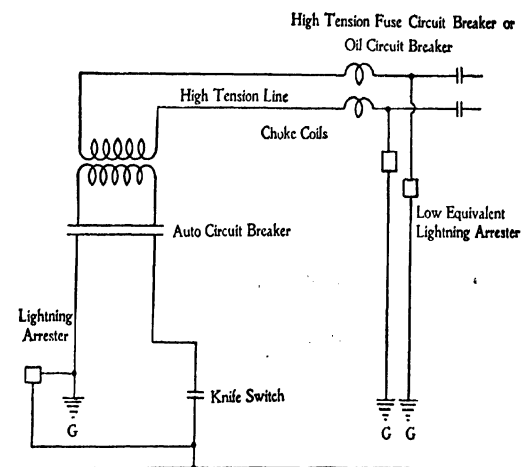 High Tension Fuse Circuit Breaker or
Oil Circuit Breaker
High Tension Line
Choke Coils
Auto Circuit Breaker
Low Equivalent
Lightning Arrester
Lightning
Arrester
Knife Switch
G
G G